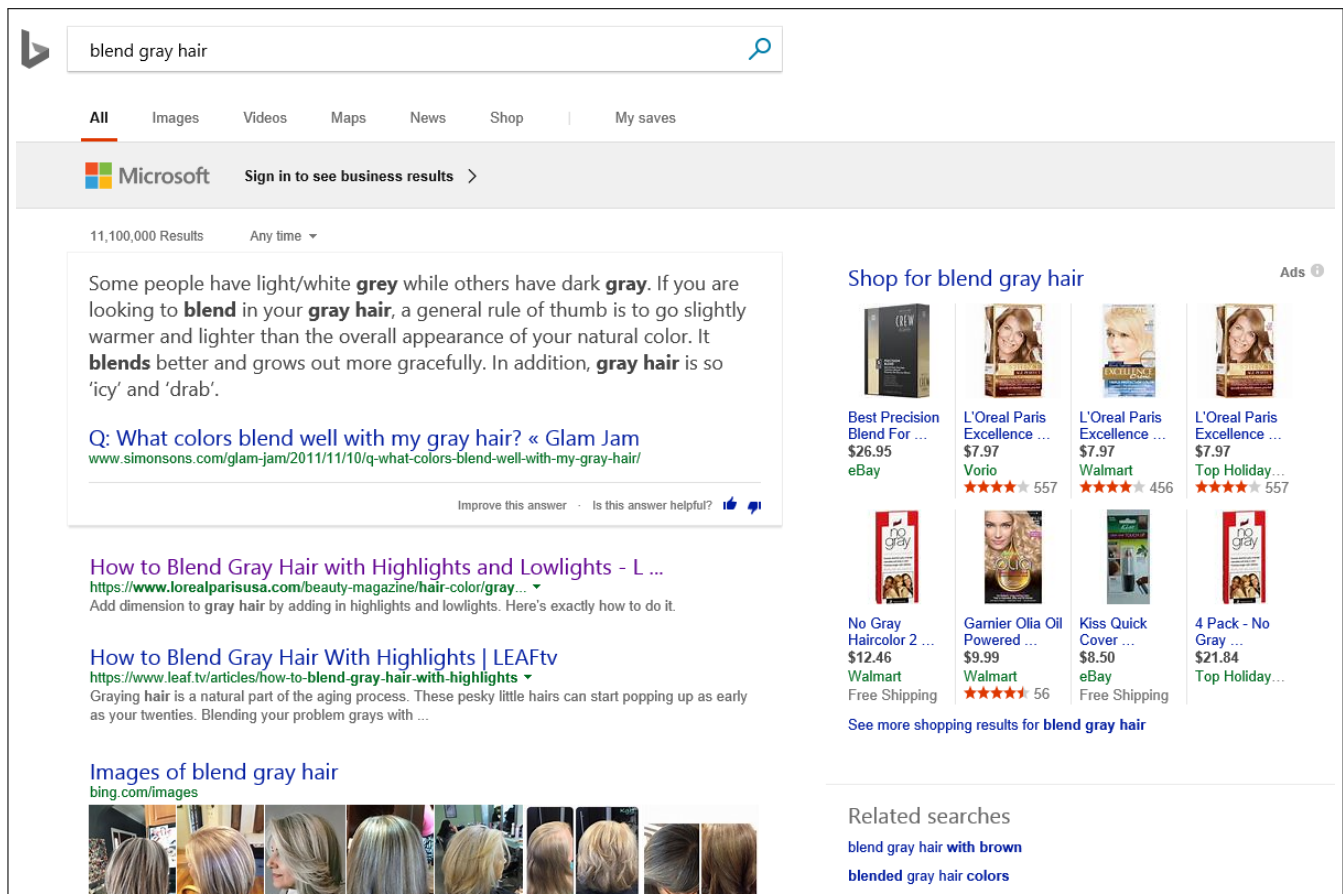 blend gray hair
All Images Videos Maps News Shop | My saves
Microsoft Sign in to see business results
11,100,000 Results Any time
Some people have light/white grey while others have dark gray. If you are
looking to blend in your gray hair, a general rule of thumb is to go slightly
warmer and lighter than the overall appearance of your natural color. It
blends better and grows out more gracefully. In addition, gray hair is so
‘icy’ and ‘drab’.
Q: What colors blend well with my gray hair? « Glam Jam
www.simonsons.com/glam-jam/2011/11/10/q-what-colors-blend-well-with-my-gray-hair/
Improve this answer · Is this answer helpful?
How to Blend Gray Hair with Highlights and Lowlights - L ...
https://www.lorealparisusa.com/beauty-magazine/hair-color/gray...
Add dimension to gray hair by adding in highlights and lowlights. Here's exactly how to do it.
How to Blend Gray Hair With Highlights | LEAFtv
https://www.leaf.tv/articles/how-to-blend-gray-hair-with-highlights
Graying hair is a natural part of the aging process. These pesky little hairs can start popping up as early
as your twenties. Blending your problem grays with ...
Images of blend gray hair
bing.com/images
Shop for blend gray hair
Ads
CREW
EXCELLENCE
Best Precision
Blend For ...
$26.95
eBay
L'Oreal Paris
Excellence ...
$7.97
Vorio
557
L'Oreal Paris
Excellence ...
$7.97
Walmart
456
L'Oreal Paris
Excellence ...
$7.97
Top Holiday...
557
no
gray
OLIA
no
gray
No Gray
Haircolor 2 ...
$12.46
Walmart
Free Shipping
Garnier Olia Oil
Powered ...
$9.99
Walmart
56
Kiss Quick
Cover ...
$8.50
eBay
Free Shipping
4 Pack - No
Gray ...
$21.84
Top Holiday...
See more shopping results for blend gray hair
Related searches
blend gray hair with brown
blended gray hair colors